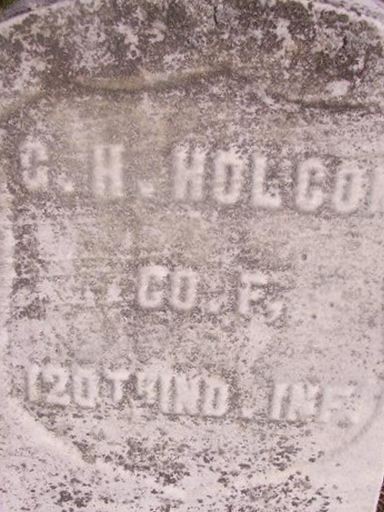 C. H. HOLCO
CO. F,
120TH IND. INF.